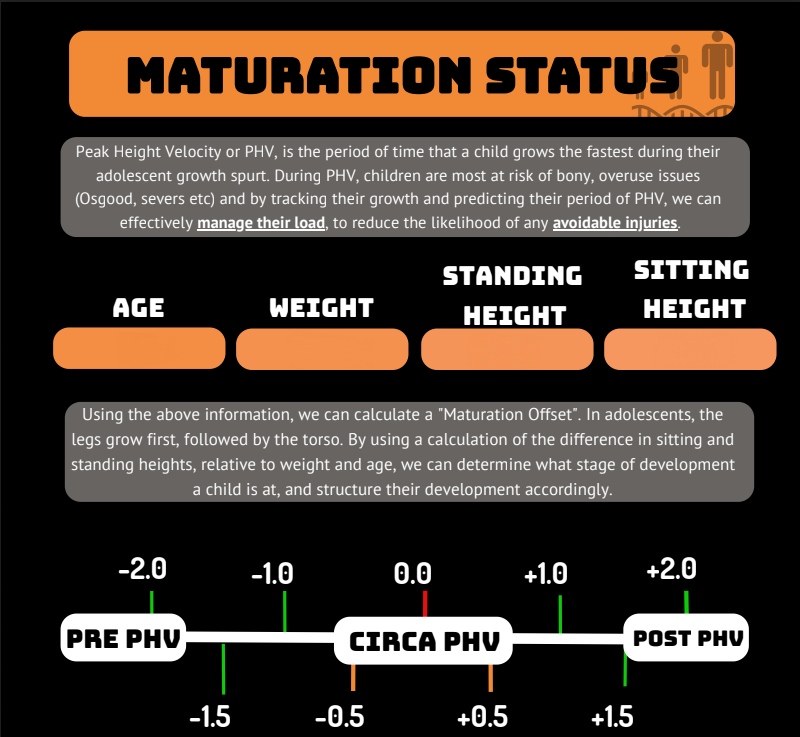 MATURATION STATUS
Peak Height Velocity or PHV, is the period of time that a child grows the fastest during their
adolescent growth spurt. During PHV, children are most at risk of bony, overuse issues
(Osgood, severs etc) and by tracking their growth and predicting their period of PHV, we can
effectively manage their load, to reduce the likelihood of any avoidable injuries.
AGE
WEIGHT
STANDING
HEIGHT
SITTING
HEIGHT
Using the above information, we can calculate a "Maturation Offset". In adolescents, the
legs grow first, followed by the torso. By using a calculation of the difference in sitting and
standing heights, relative to weight and age, we can determine what stage of development
a child is at, and structure their development accordingly.
-2.0
-1.0
0.0
+1.0
+2.0
PRE PHV
CIRCA PHV
POST PHV
-1.5
-0.5
+0.5
+1.5